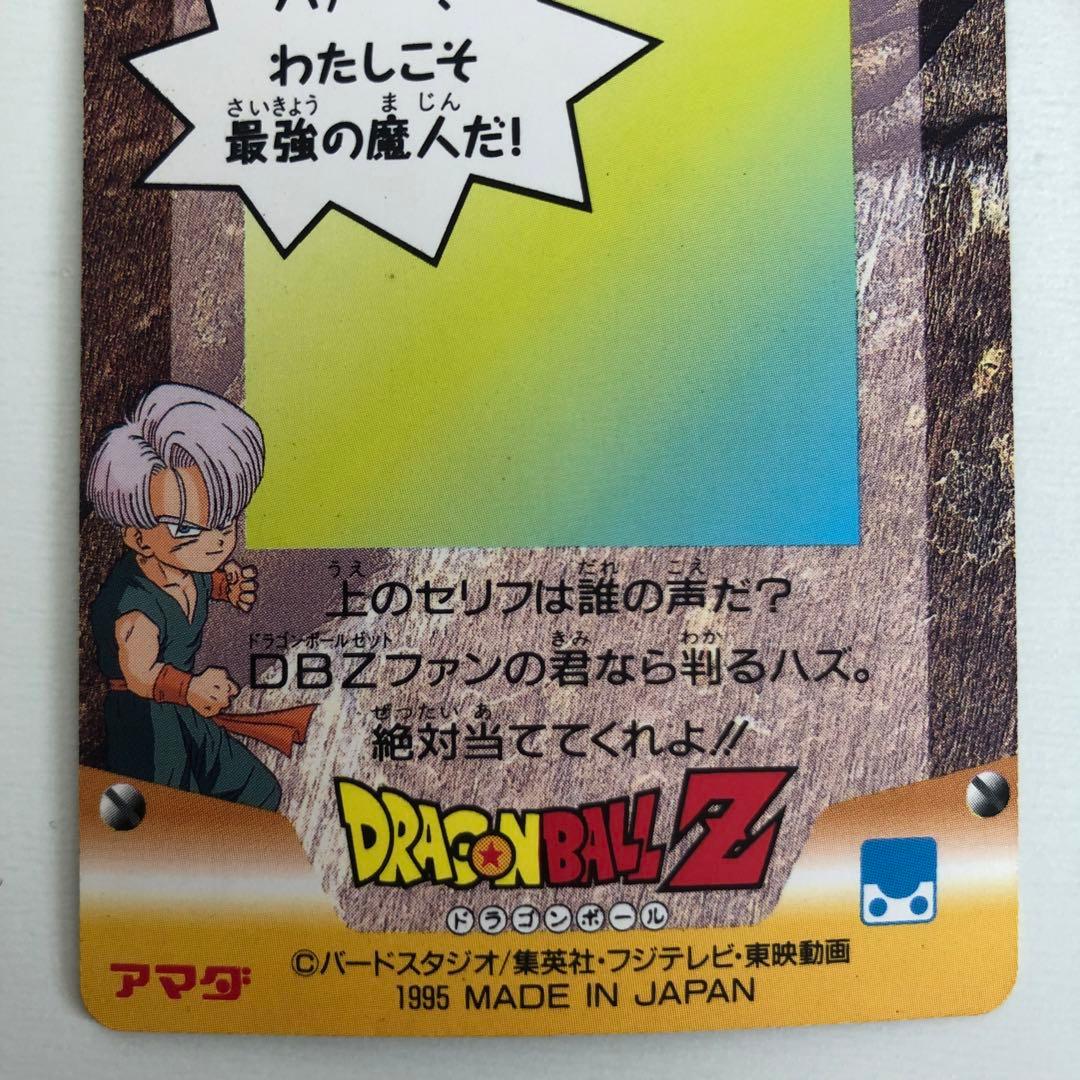 わたしこそ
さいきょう ま じん
最強の魔人だ!
うえ だれ こえ
上のセリフは誰の声だ?
ドラゴンボールゼット きみ わか
DBZファンの君なら判るハズ。
ぜったい あ
絶対当ててくれよ!!
DRAGON BALL Z
ドラゴンボール
アマダ
©バードスタジオ/集英社・フジテレビ・東映動画
1995 MADE IN JAPAN